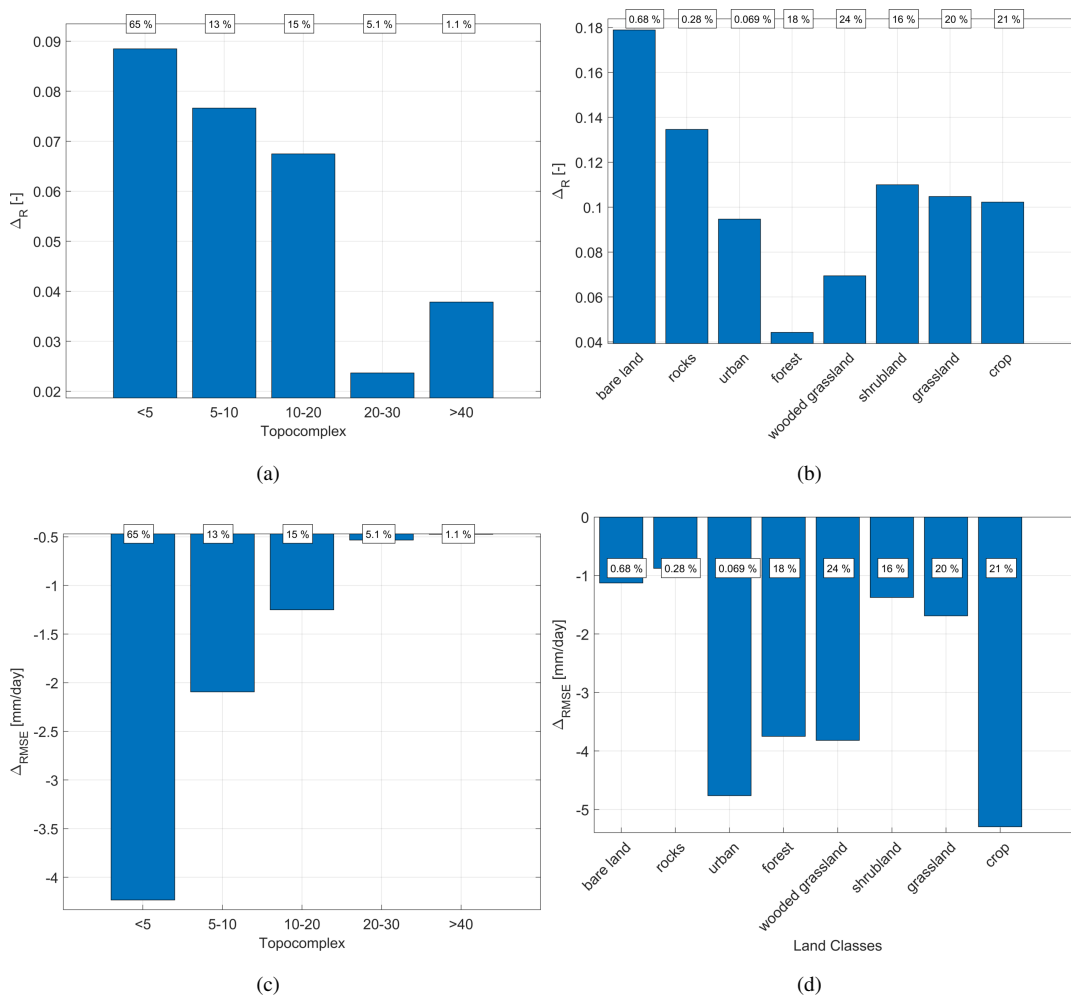 65 % 13 % 15 % 5.1 % 1.1 %
0.09
0.08
0.07
0.06
0.05
0.04
0.03
0.02
Δ_R [-]
<5 5-10 10-20 20-30 >40
Topocomplex
(a)
0.68 % 0.28 % 0.069 % 18 % 24 % 16 % 20 % 21 %
0.18
0.16
0.14
0.12
0.1
0.08
0.06
0.04
Δ_R [-]
bare land
rocks
urban
forest
wooded grassland
shrubland
grassland
crop
(b)
65 % 13 % 15 % 5.1 % 1.1 %
-0.5
-1
-1.5
-2
-2.5
-3
-3.5
-4
Δ_RMSE [mm/day]
<5 5-10 10-20 20-30 >40
Topocomplex
(c)
0
0.68 % 0.28 % 0.069 % 18 % 24 % 16 % 20 % 21 %
-1
-2
-3
-4
-5
Δ_RMSE [mm/day]
bare land
rocks
urban
forest
wooded grassland
shrubland
grassland
crop
Land Classes
(d)